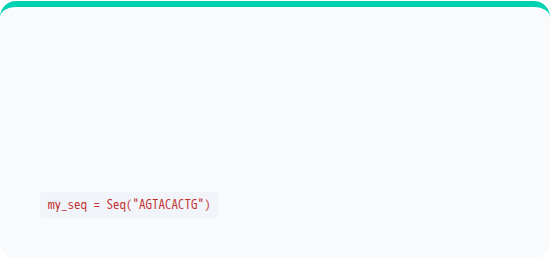 my_seq = Seq("AGTACACTG")